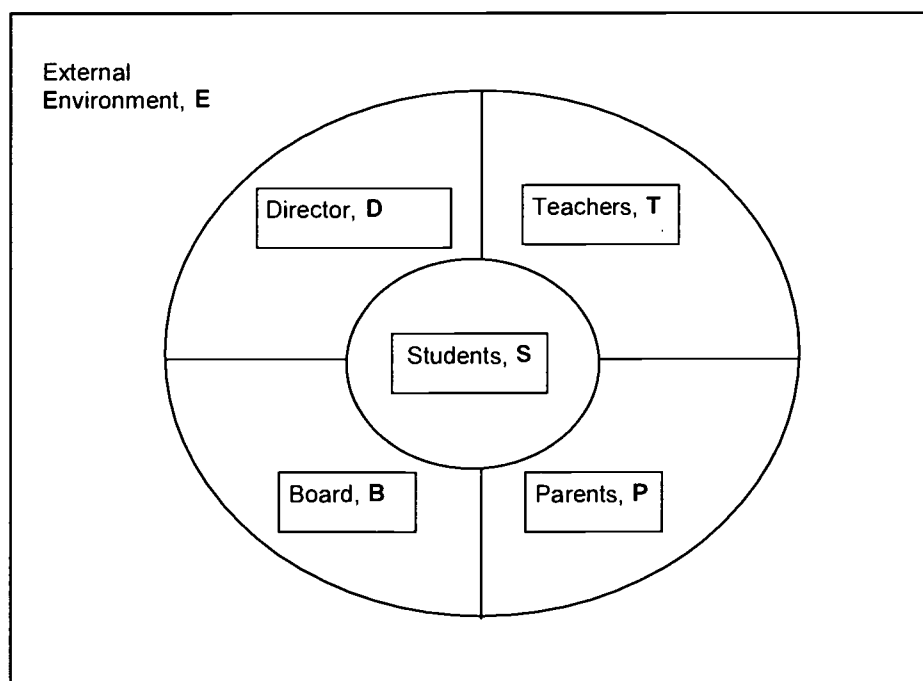 External
Environment, E
Director, D
Teachers, T
Students, S
Board, B
Parents, P